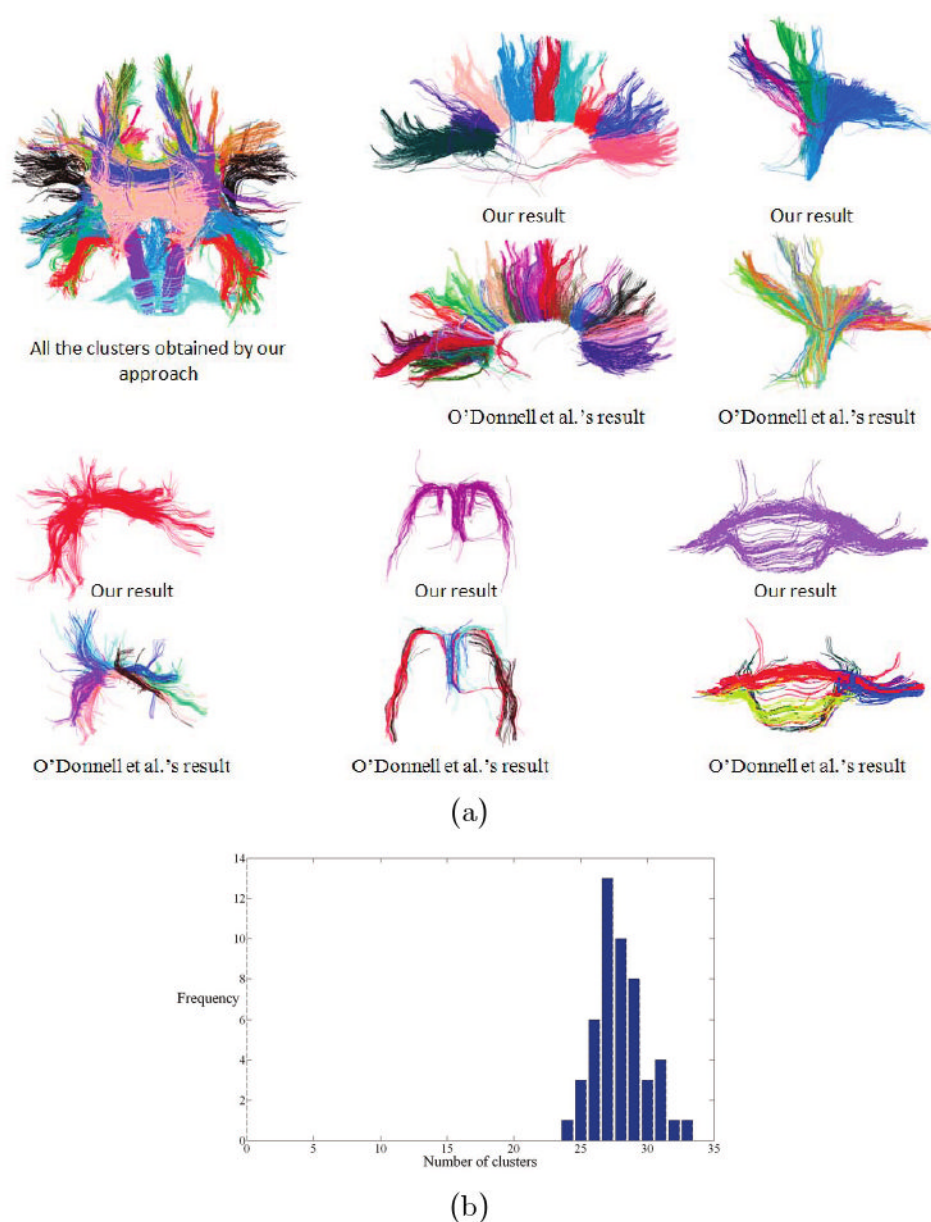 Our result
Our result
All the clusters obtained by our
approach
O'Donnell et al.'s result
O'Donnell et al.'s result
Our result
Our result
Our result
O'Donnell et al.'s result
O'Donnell et al.'s result
O'Donnell et al.'s result
(a)
14
12
10
8
6
4
2
0
Frequency
0
5
10
15
20
25
30
35
Number of clusters
(b)